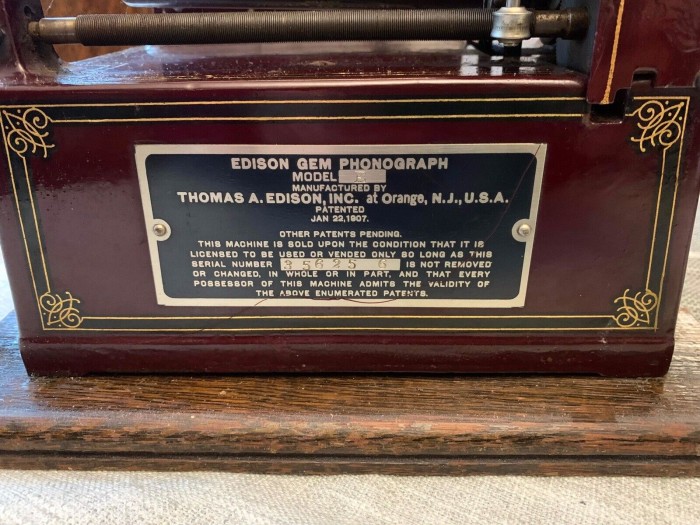 EDISON GEM PHONOGRAPH
MODEL E
MANUFACTURED BY
THOMAS A. EDISON, INC. at Orange, N.J., U.S.A.
PATENTED
JAN 22, 1907.
OTHER PATENTS PENDING.
THIS MACHINE IS SOLD UPON THE CONDITION THAT IT IS
LICENSED TO BE USED OR VENDED ONLY SO LONG AS THIS
SERIAL NUMBER IS NOT REMOVED
OR CHANGED, IN WHOLE OR IN PART, AND THAT EVERY
POSSESSOR OF THIS MACHINE ADMITS THE VALIDITY OF
THE ABOVE ENUMERATED PATENTS.